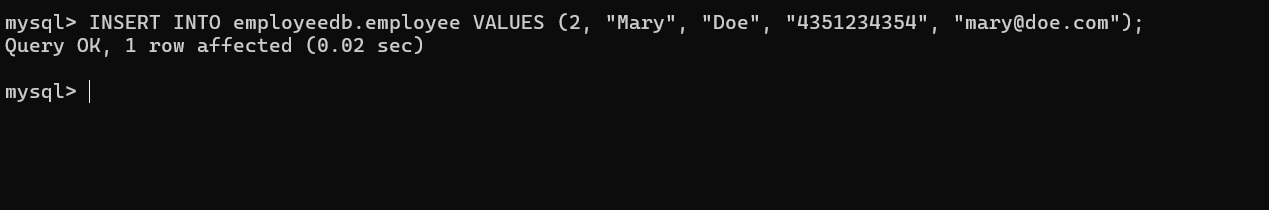 mysql> INSERT INTO employeedb.employee VALUES (2, "Mary", "Doe", "4351234354", "mary@doe.com");
Query OK, 1 row affected (0.02 sec)
mysql>